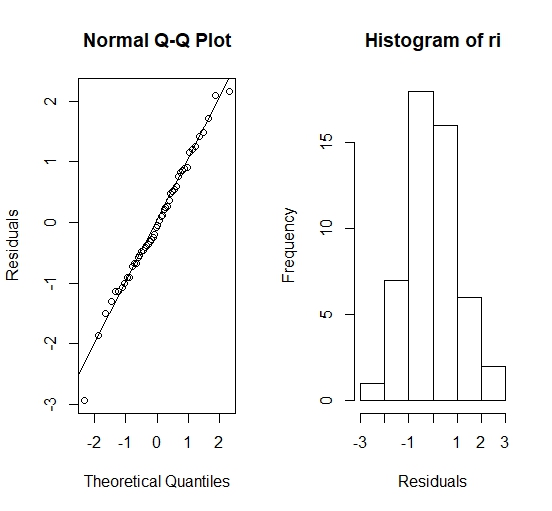 Normal Q-Q Plot
Residuals
2
1
0
-1
-2
-3
-2 -1 0 1 2
Theoretical Quantiles
Histogram of ri
Frequency
15
10
5
0
-3 -1 1 2 3
Residuals